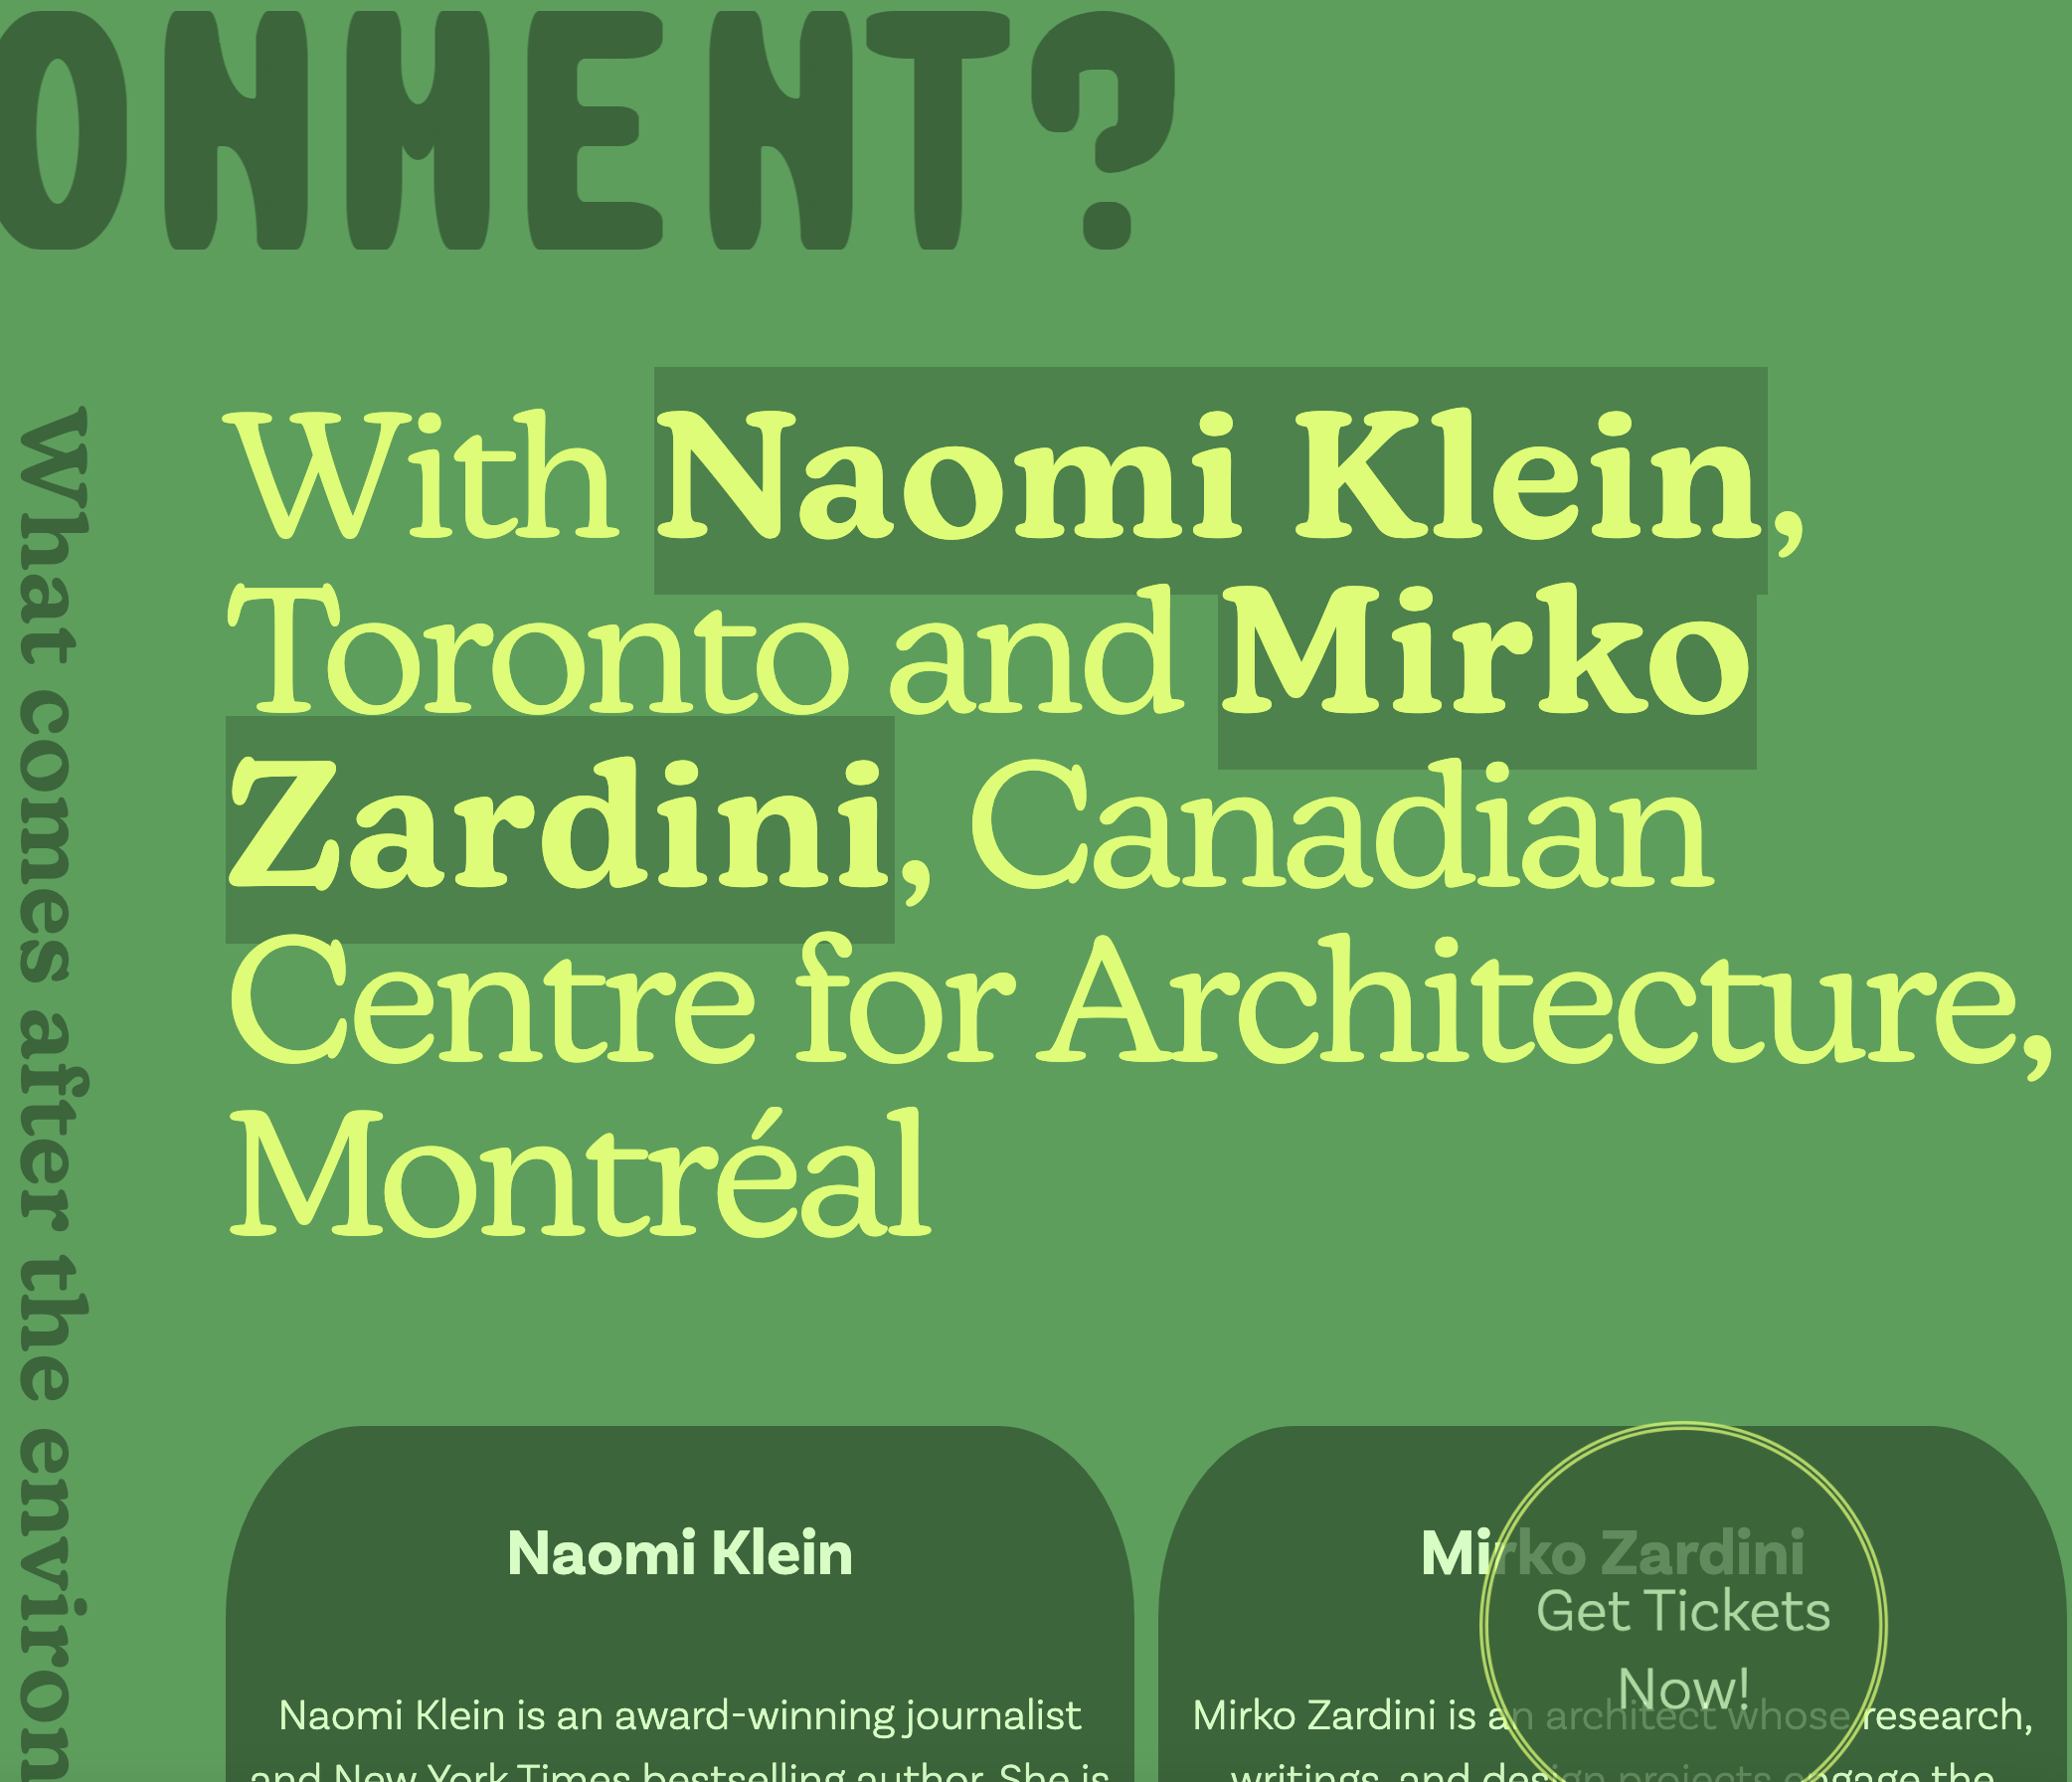 ONMENT?
What comes after the environ
With Naomi Klein,
Toronto and Mirko
Zardini, Canadian
Centre for Architecture,
Montréal
Naomi Klein
Naomi Klein is an award-winning journalist
and New York Times bestselling author. She is
Mirko Zardini
Mirko Zardini is an architect whose research,
writings, and design projects engage the
Get Tickets
Now!